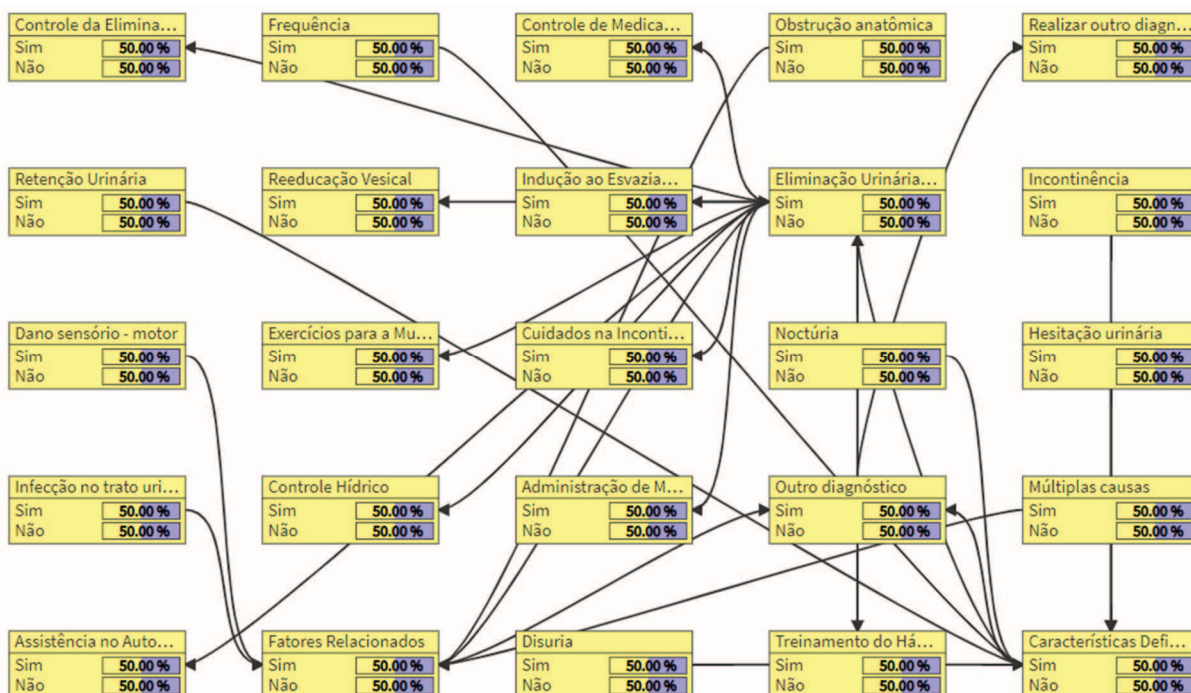 Controle da Elimina...
Sim 50.00 %
Não 50.00 %
Frequência
Sim 50.00 %
Não 50.00 %
Controle de Medica...
Sim 50.00 %
Não 50.00 %
Obstrução anatômica
Sim 50.00 %
Não 50.00 %
Realizar outro diagn...
Sim 50.00 %
Não 50.00 %
Retenção Urinária
Sim 50.00 %
Não 50.00 %
Reeducação Vesical
Sim 50.00 %
Não 50.00 %
Indução ao Esvazia...
Sim 50.00 %
Não 50.00 %
Eliminação Urinária...
Sim 50.00 %
Não 50.00 %
Incontinência
Sim 50.00 %
Não 50.00 %
Dano sensório - motor
Sim 50.00 %
Não 50.00 %
Exercícios para a Mu...
Sim 50.00 %
Não 50.00 %
Cuidados na Inconti...
Sim 50.00 %
Não 50.00 %
Noctúria
Sim 50.00 %
Não 50.00 %
Hesitação urinária
Sim 50.00 %
Não 50.00 %
Infecção no trato uri...
Sim 50.00 %
Não 50.00 %
Controle Hídrico
Sim 50.00 %
Não 50.00 %
Administração de M...
Sim 50.00 %
Não 50.00 %
Outro diagnóstico
Sim 50.00 %
Não 50.00 %
Múltiplas causas
Sim 50.00 %
Não 50.00 %
Assistência no Auto...
Sim 50.00 %
Não 50.00 %
Fatores Relacionados
Sim 50.00 %
Não 50.00 %
Disuria
Sim 50.00 %
Não 50.00 %
Treinamento do Há...
Sim 50.00 %
Não 50.00 %
Características Defi...
Sim 50.00 %
Não 50.00 %